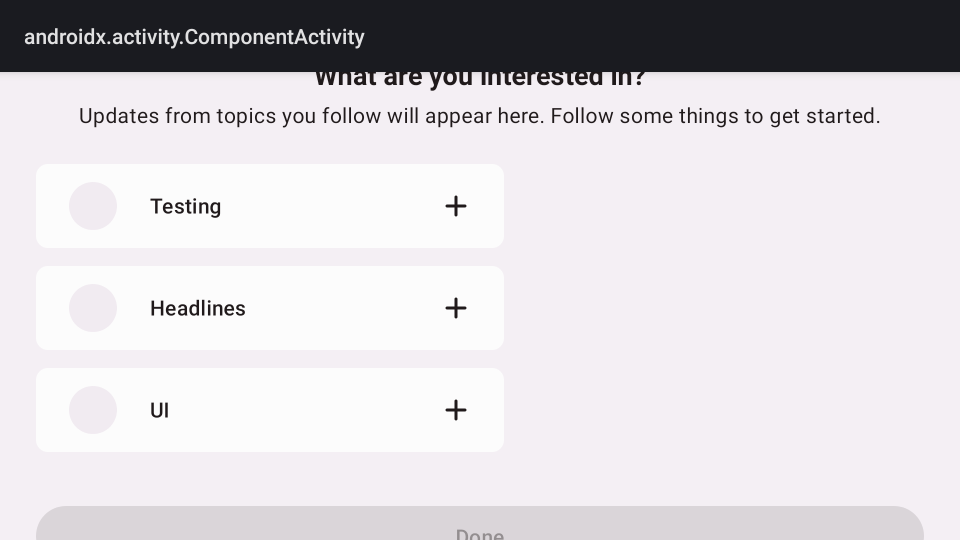 androidx.activity.ComponentActivity
What are you interested in?
Updates from topics you follow will appear here. Follow some things to get started.
Testing
Headlines
UI
Done